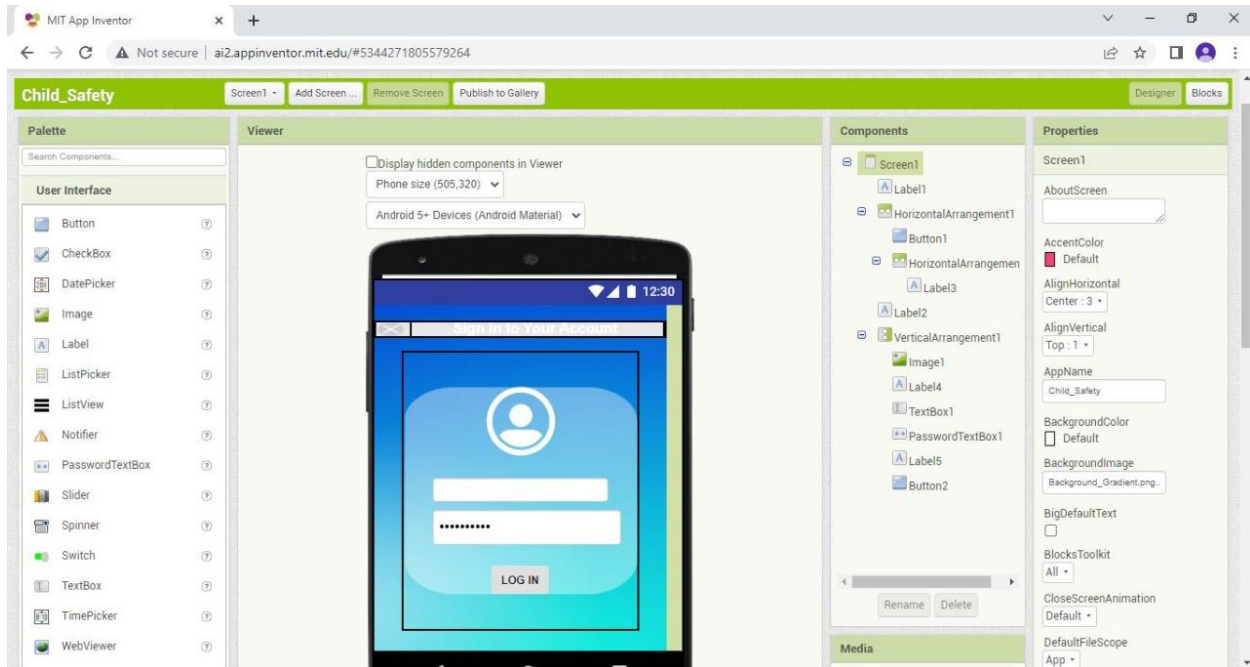 MIT App Inventor
Not secure | ai2.appinventor.mit.edu/#5344271805579264
Child_Safety
Screen1
Add Screen ...
Remove Screen
Publish to Gallery
Designer
Blocks
Palette
Search Components...
User Interface
Button
CheckBox
DatePicker
Image
Label
ListPicker
ListView
Notifier
PasswordTextBox
Slider
Spinner
Switch
TextBox
TimePicker
WebViewer
Viewer
Display hidden components in Viewer
Phone size (505,320)
Android 5+ Devices (Android Material)
12:30
Sign In to Your Account
LOG IN
Components
Screen1
Label1
HorizontalArrangement1
Button1
HorizontalArrangemen
Label3
Label2
VerticalArrangement1
Image1
Label4
TextBox1
PasswordTextBox1
Label5
Button2
Rename
Delete
Media
Properties
Screen1
AboutScreen
AccentColor
Default
AlignHorizontal
Center : 3
AlignVertical
Top : 1
AppName
Child_Safety
BackgroundColor
Default
BackgroundImage
Background_Gradient.png..
BigDefaultText
BlocksToolkit
All
CloseScreenAnimation
Default
DefaultFileScope
App